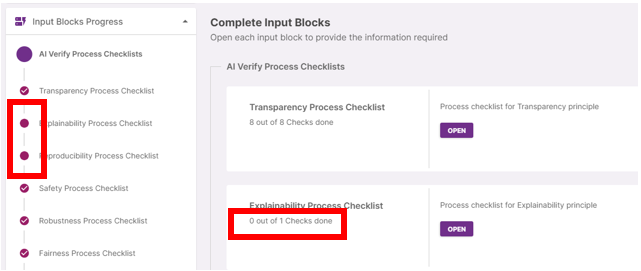 Input Blocks Progress
AI Verify Process Checklists
Transparency Process Checklist
Explainability Process Checklist
Reproducibility Process Checklist
Safety Process Checklist
Robustness Process Checklist
Fairness Process Checklist
Complete Input Blocks
Open each input block to provide the information required
AI Verify Process Checklists
Transparency Process Checklist
8 out of 8 Checks done
Process checklist for Transparency principle
OPEN
Explainability Process Checklist
0 out of 1 Checks done
Process checklist for Explainability principle
OPEN